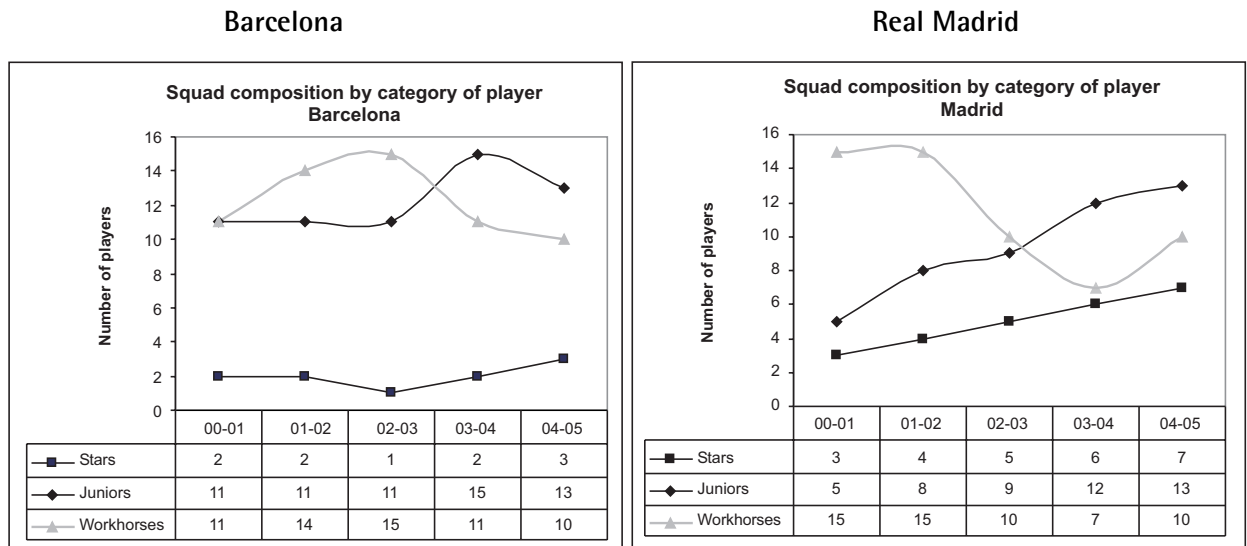 Barcelona
Squad composition by category of player
Barcelona
Number of players
16
14
12
10
8
6
4
2
0
00-01 01-02 02-03 03-04 04-05
Stars 2 2 1 2 3
Juniors 11 11 11 15 13
Workhorses 11 14 15 11 10
Real Madrid
Squad composition by category of player
Madrid
Number of players
16
14
12
10
8
6
4
2
0
00-01 01-02 02-03 03-04 04-05
Stars 3 4 5 6 7
Juniors 5 8 9 12 13
Workhorses 15 15 10 7 10